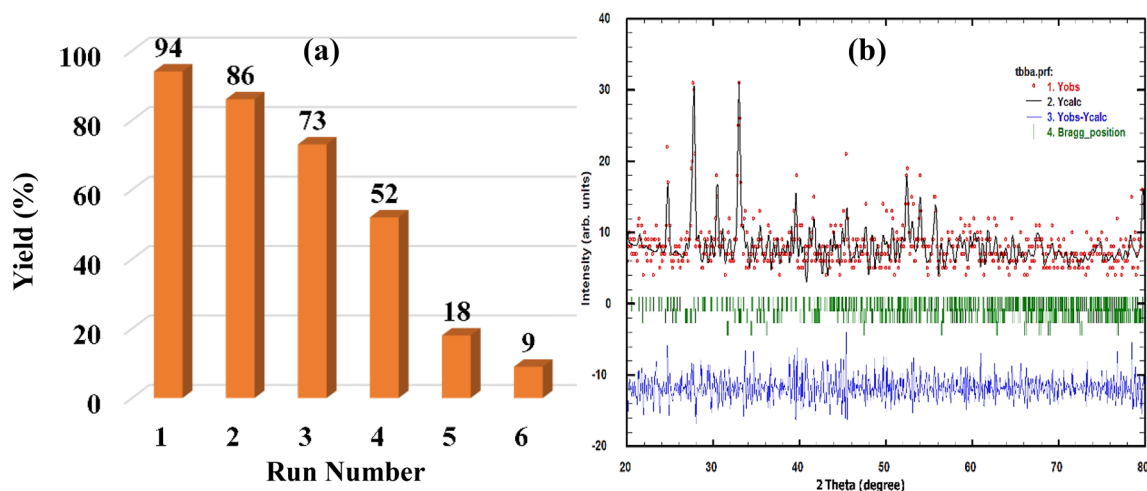 (a)
100
80
60
40
20
0
94
86
73
52
18
9
1 2 3 4 5 6
Yield (%)
Run Number
(b)
tbba.prf:
1. Yobs
2. Ycalc
3. Yobs-Ycalc
4. Bragg_position
40
30
20
10
0
-10
-20
20 30 40 50 60 70 80
Intensity (arb. units)
2 Theta (degree)